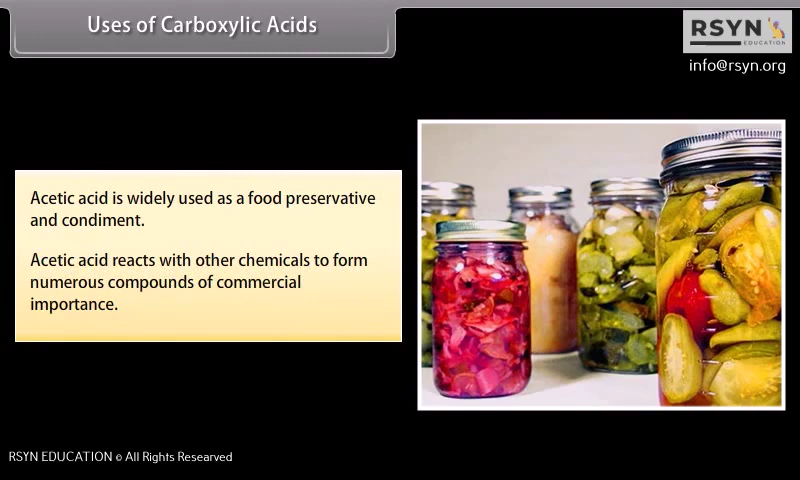 Uses of Carboxylic Acids
RSYN
EDUCATION
info@rsyn.org
Acetic acid is widely used as a food preservative
and condiment.
Acetic acid reacts with other chemicals to form
numerous compounds of commercial
importance.
RSYN EDUCATION © All Rights Researved